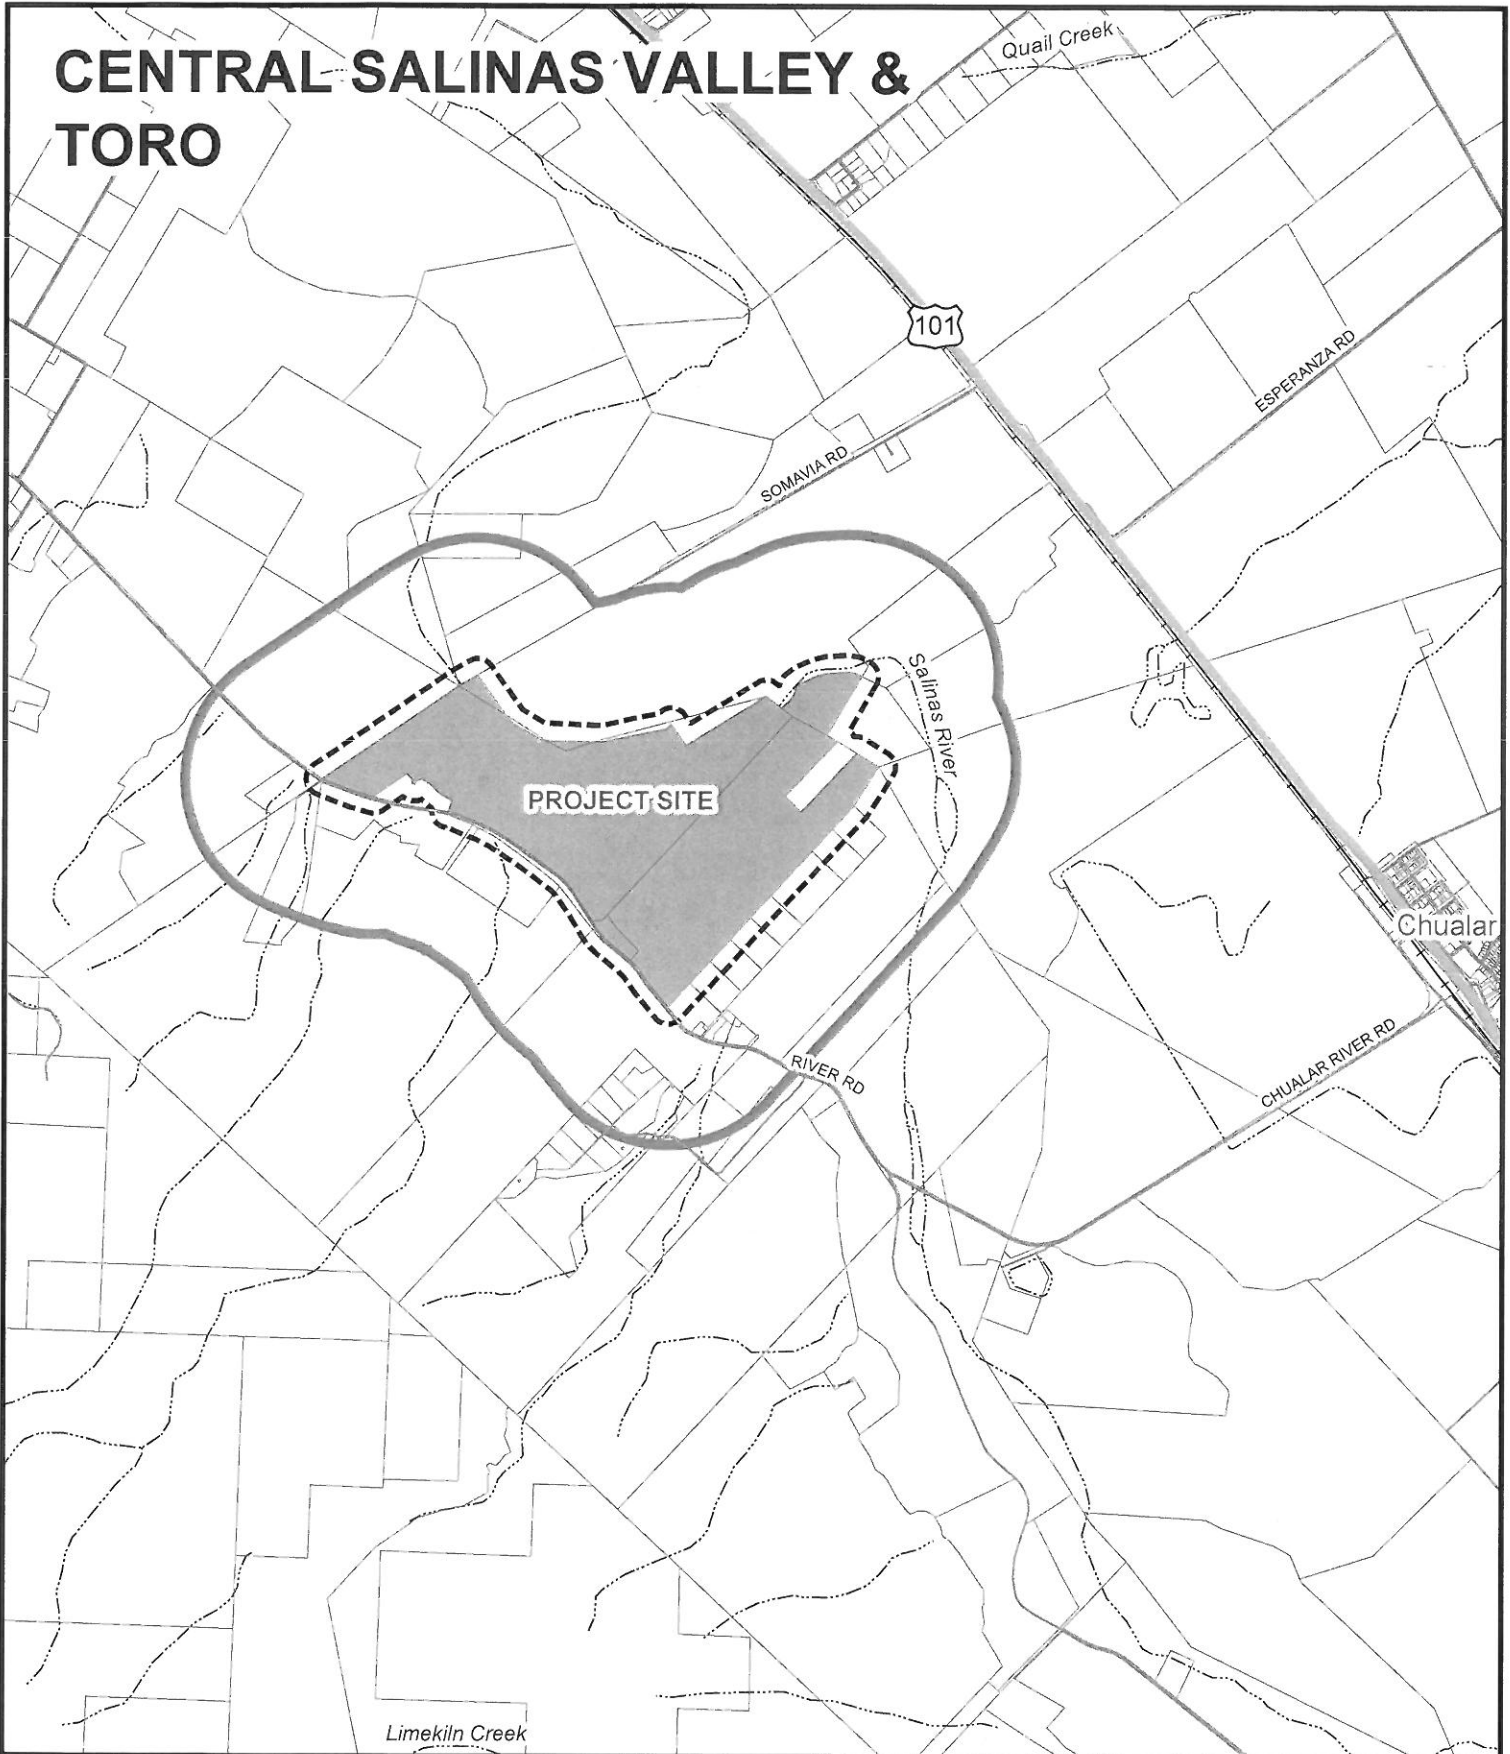 CENTRAL SALINAS VALLEY &
TORO
Quail Creek
101
ESPERANZA RD
SOMAVIA RD
Salinas River
PROJECT SITE
Chualar
RIVER RD
CHUALAR RIVER RD
Limekiln Creek